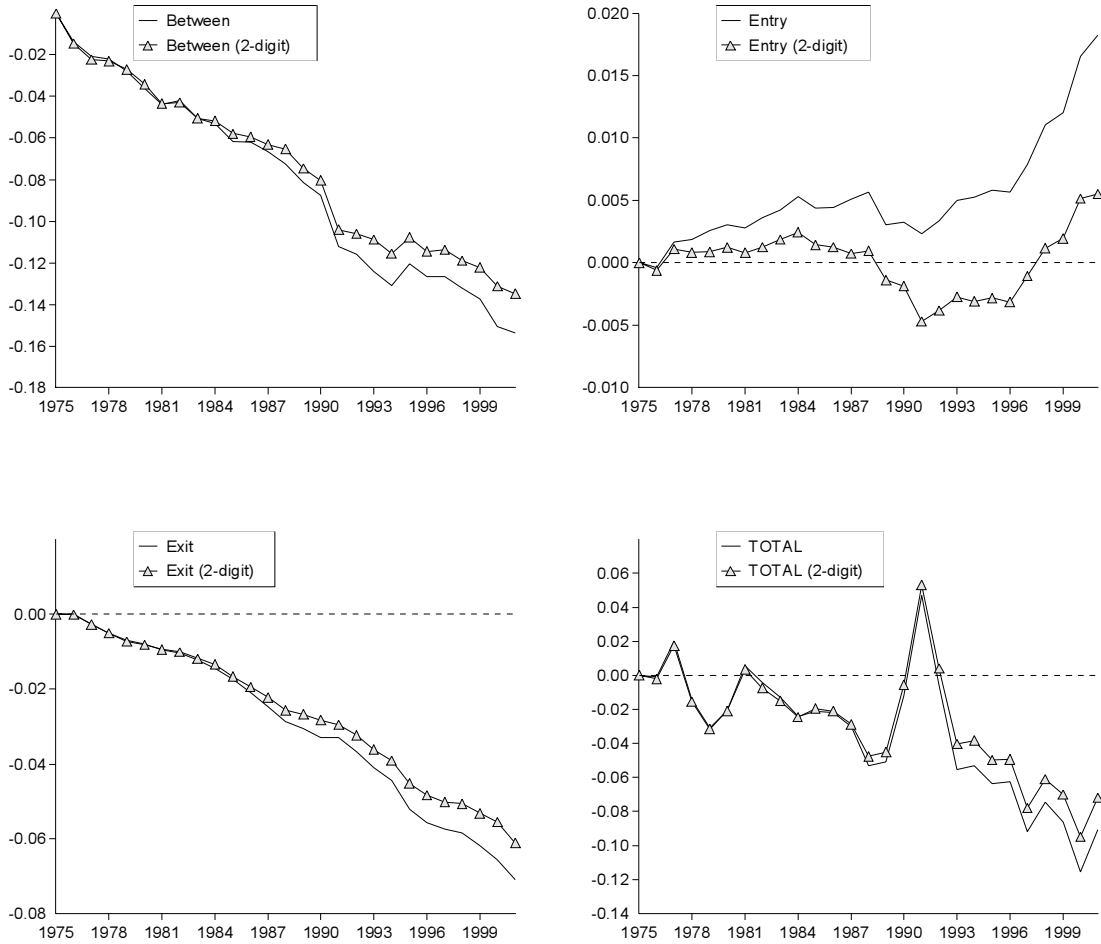 Between
Between (2-digit)
-0.02
-0.04
-0.06
-0.08
-0.10
-0.12
-0.14
-0.16
-0.18
1975 1978 1981 1984 1987 1990 1993 1996 1999
Entry
Entry (2-digit)
0.020
0.015
0.010
0.005
0.000
-0.005
-0.010
1975 1978 1981 1984 1987 1990 1993 1996 1999
Exit
Exit (2-digit)
0.00
-0.02
-0.04
-0.06
-0.08
1975 1978 1981 1984 1987 1990 1993 1996 1999
TOTAL
TOTAL (2-digit)
0.06
0.04
0.02
0.00
-0.02
-0.04
-0.06
-0.08
-0.10
-0.12
-0.14
1975 1978 1981 1984 1987 1990 1993 1996 1999